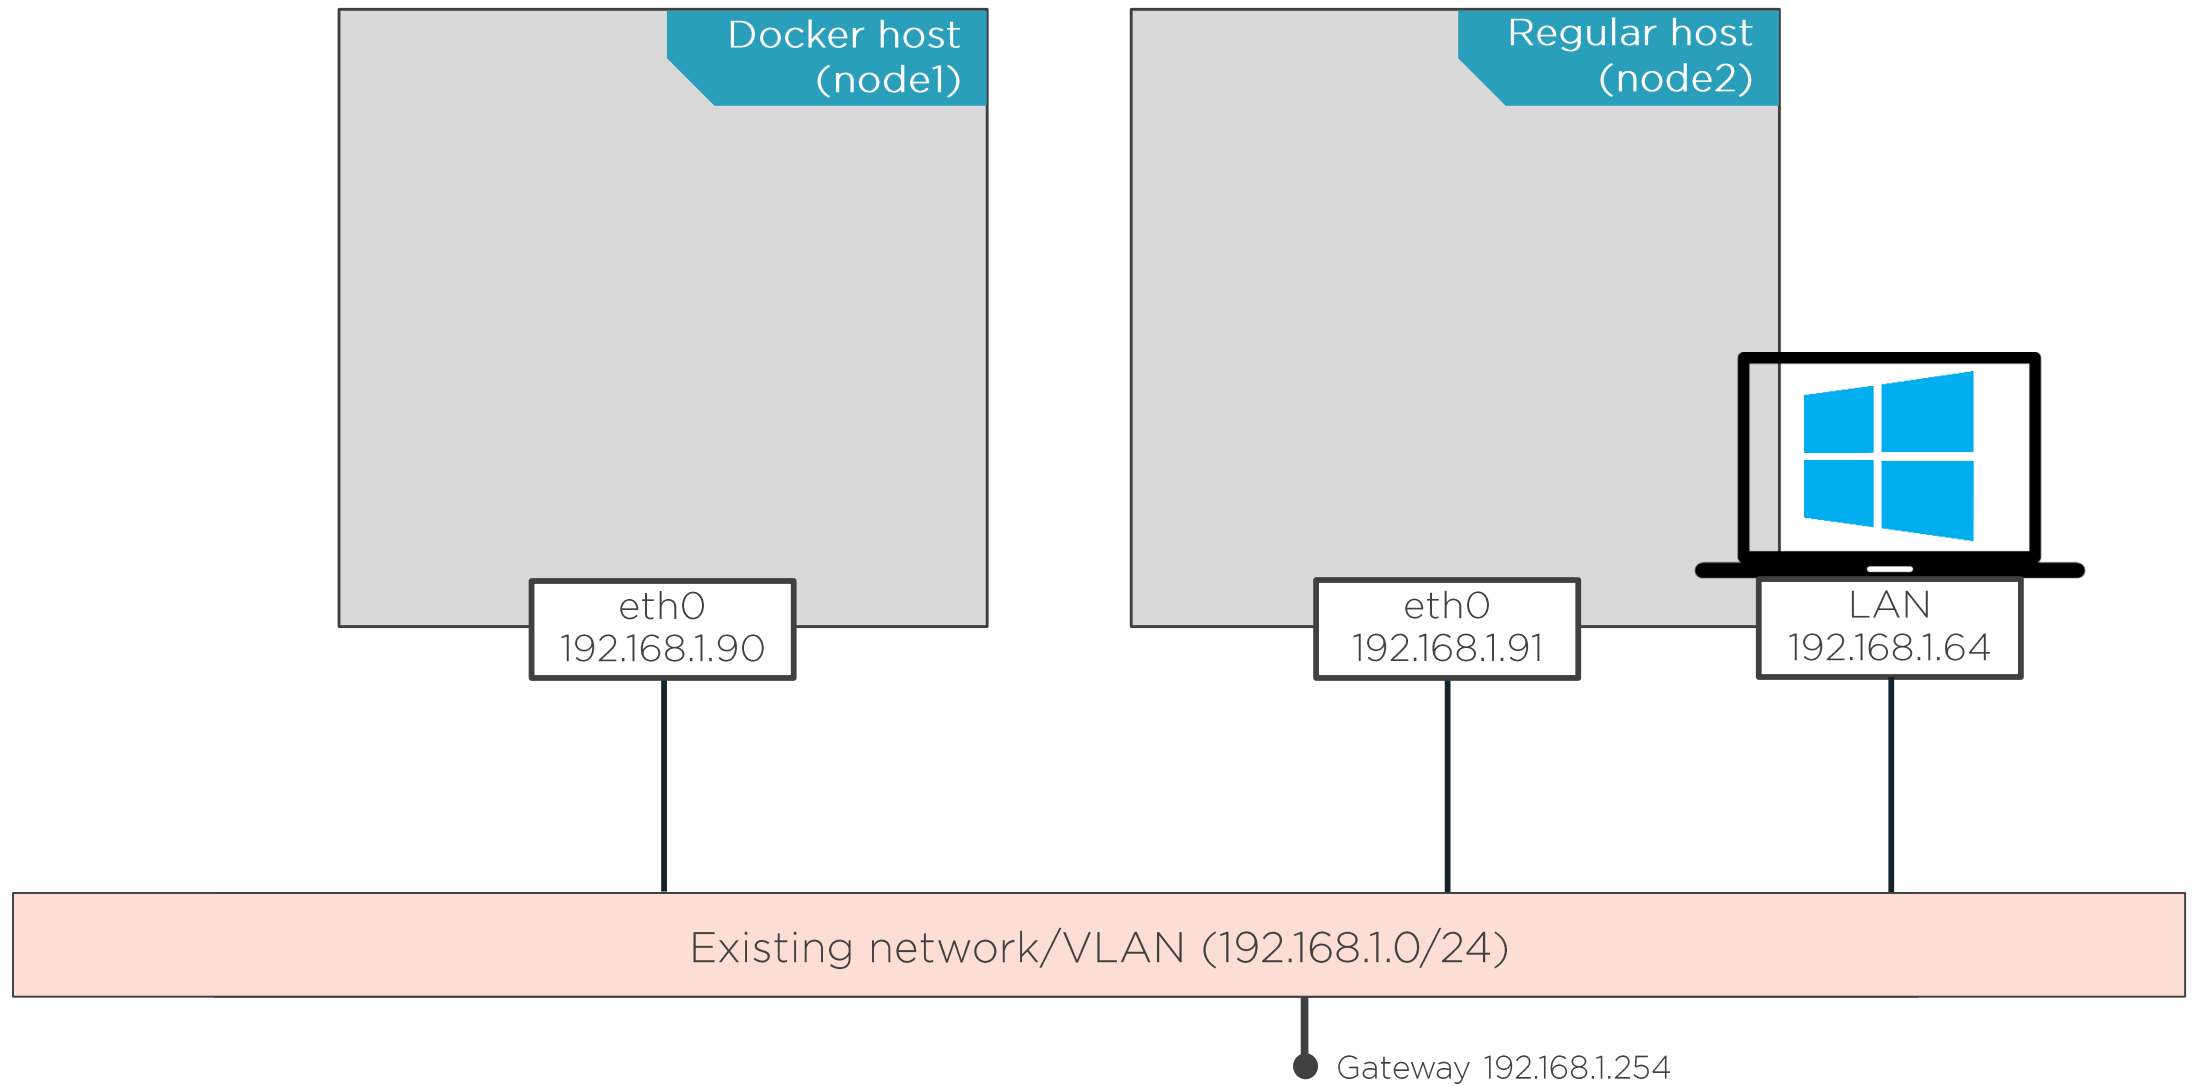 Docker host
(node1)
Regular host
(node2)
eth0
192.168.1.90
eth0
192.168.1.91
LAN
192.168.1.64
Existing network/VLAN (192.168.1.0/24)
Gateway 192.168.1.254